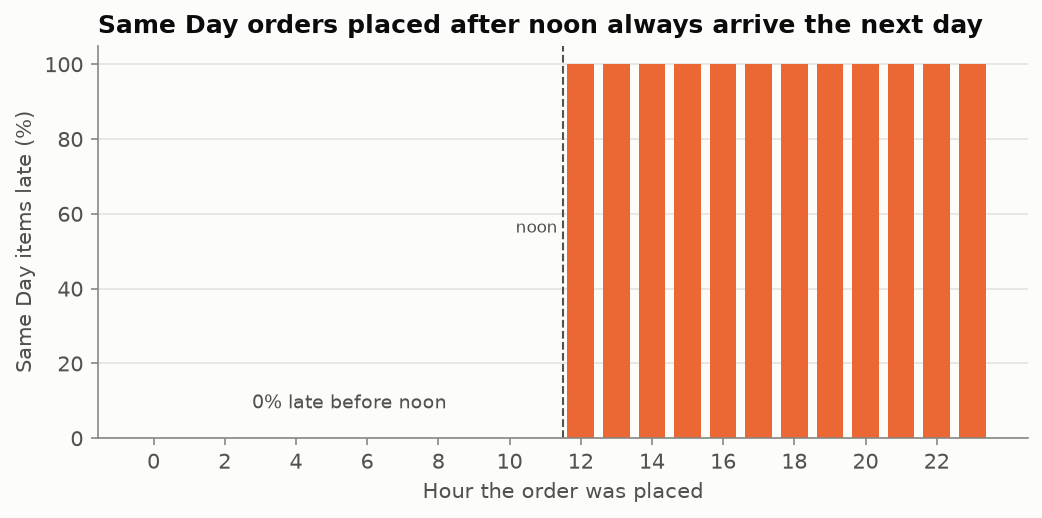 Same Day orders placed after noon always arrive the next day
Same Day items late (%)
100
80
60
40
20
0
noon
0% late before noon
0 2 4 6 8 10 12 14 16 18 20 22
Hour the order was placed